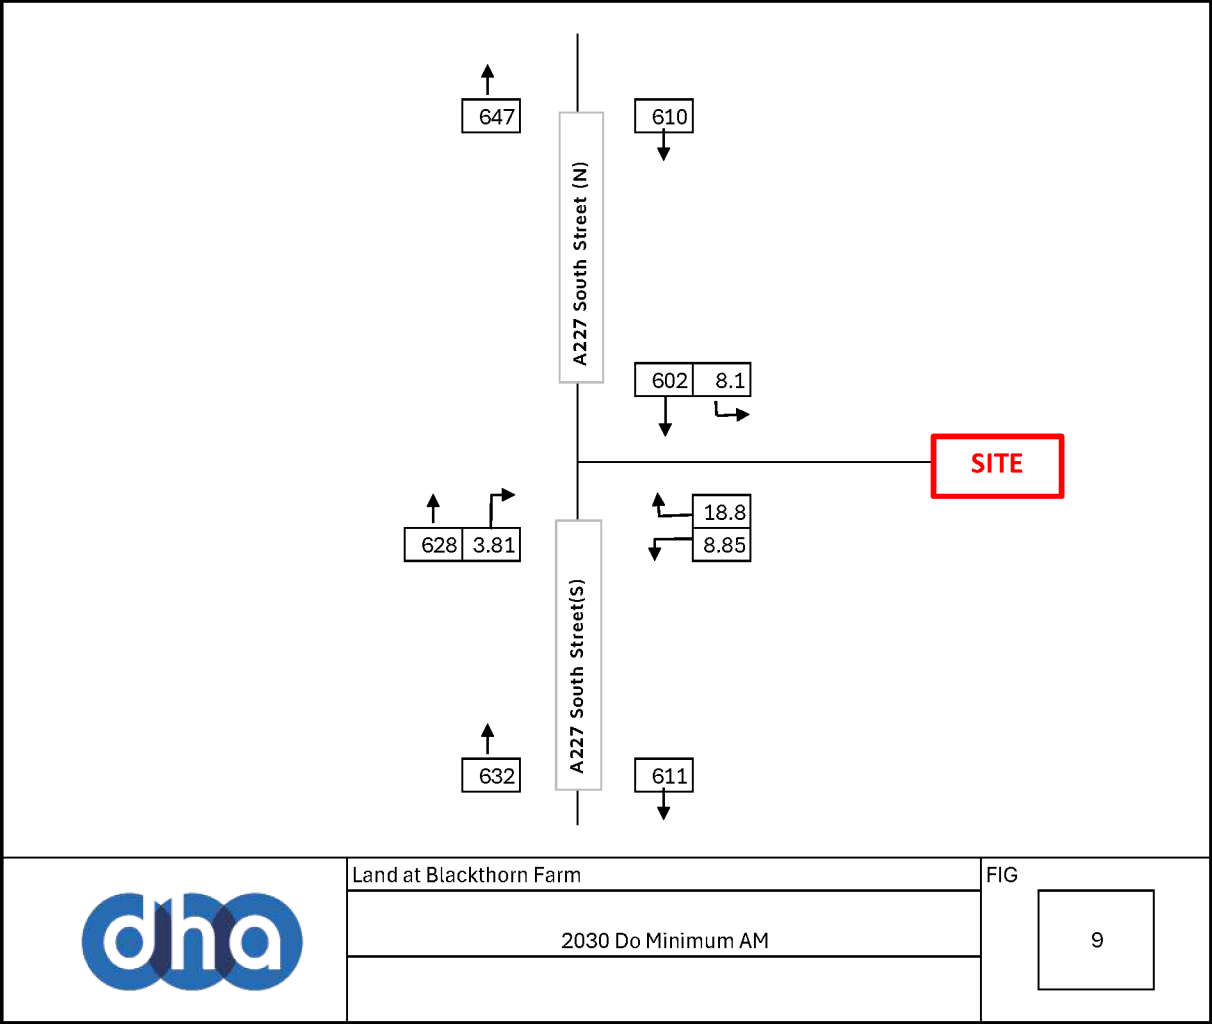 647
610
A227 South Street (N)
602 8.1
SITE
18.8
628 3.81
8.85
A227 South Street(S)
632
611
Land at Blackthorn Farm
FIG
dha
2030 Do Minimum AM
9